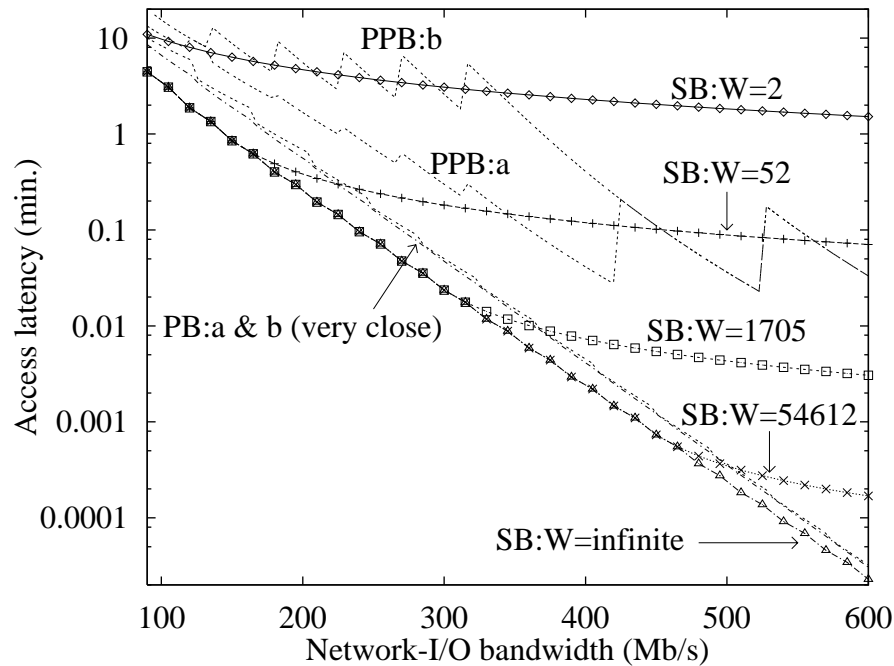 10
1
0.1
0.01
0.001
0.0001
Access latency (min.)
PPB:b
SB:W=2
PPB:a
SB:W=52
PB:a & b (very close)
SB:W=1705
SB:W=54612
SB:W=infinite
100 200 300 400 500 600
Network-I/O bandwidth (Mb/s)